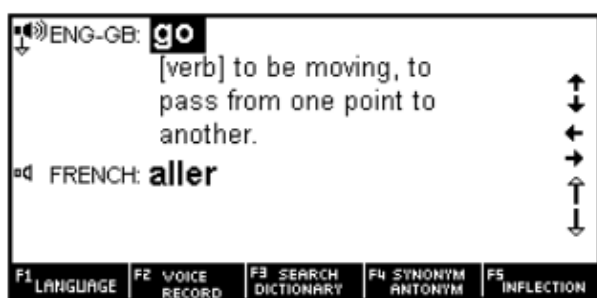 ENG-GB: go
[verb] to be moving, to
pass from one point to
another.
FRENCH: aller
F1 LANGUAGE F2 VOICE RECORD F3 SEARCH DICTIONARY F4 SYNONYM ANTONYM F5 INFLECTION